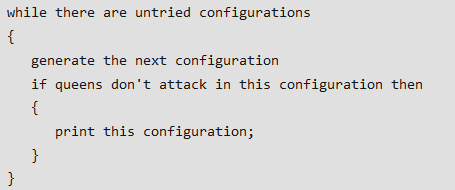 while there are untried configurations
{
   generate the next configuration
   if queens don't attack in this configuration then
   {
      print this configuration;
   }
}